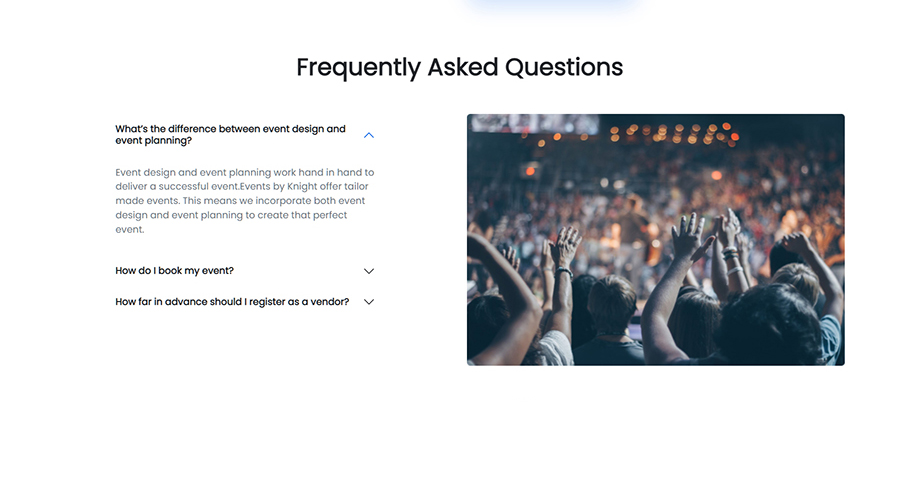 Frequently Asked Questions
What's the difference between event design and
event planning?
Event design and event planning work hand in hand to
deliver a successful event.Events by Knight offer tailor
made events. This means we incorporate both event
design and event planning to create that perfect
event.
How do I book my event?
How far in advance should I register as a vendor?